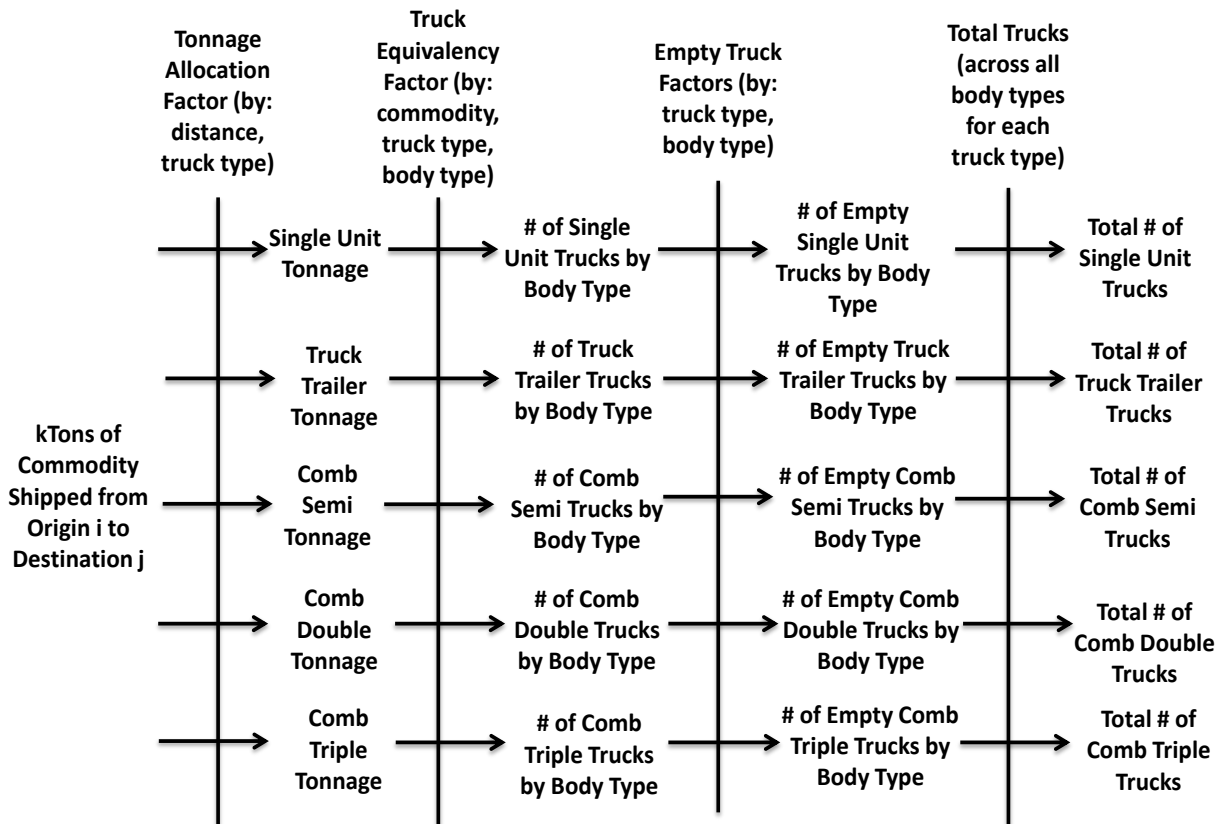 Tonnage
Allocation
Factor (by:
distance,
truck type)
Truck
Equivalency
Factor (by:
commodity,
truck type,
body type)
Empty Truck
Factors (by:
truck type,
body type)
Total Trucks
(across all
body types
for each
truck type)
kTons of
Commodity
Shipped from
Origin i to
Destination j
Single Unit
Tonnage
# of Single
Unit Trucks by
Body Type
# of Empty
Single Unit
Trucks by Body
Type
Total # of
Single Unit
Trucks
Truck
Trailer
Tonnage
# of Truck
Trailer Trucks
by Body Type
# of Empty Truck
Trailer Trucks by
Body Type
Total # of
Truck Trailer
Trucks
Comb
Semi
Tonnage
# of Comb
Semi Trucks by
Body Type
# of Empty Comb
Semi Trucks by
Body Type
Total # of
Comb Semi
Trucks
Comb
Double
Tonnage
# of Comb
Double Trucks
by Body Type
# of Empty Comb
Double Trucks by
Body Type
Total # of
Comb Double
Trucks
Comb
Triple
Tonnage
# of Comb
Triple Trucks
by Body Type
# of Empty Comb
Triple Trucks by
Body Type
Total # of
Comb Triple
Trucks